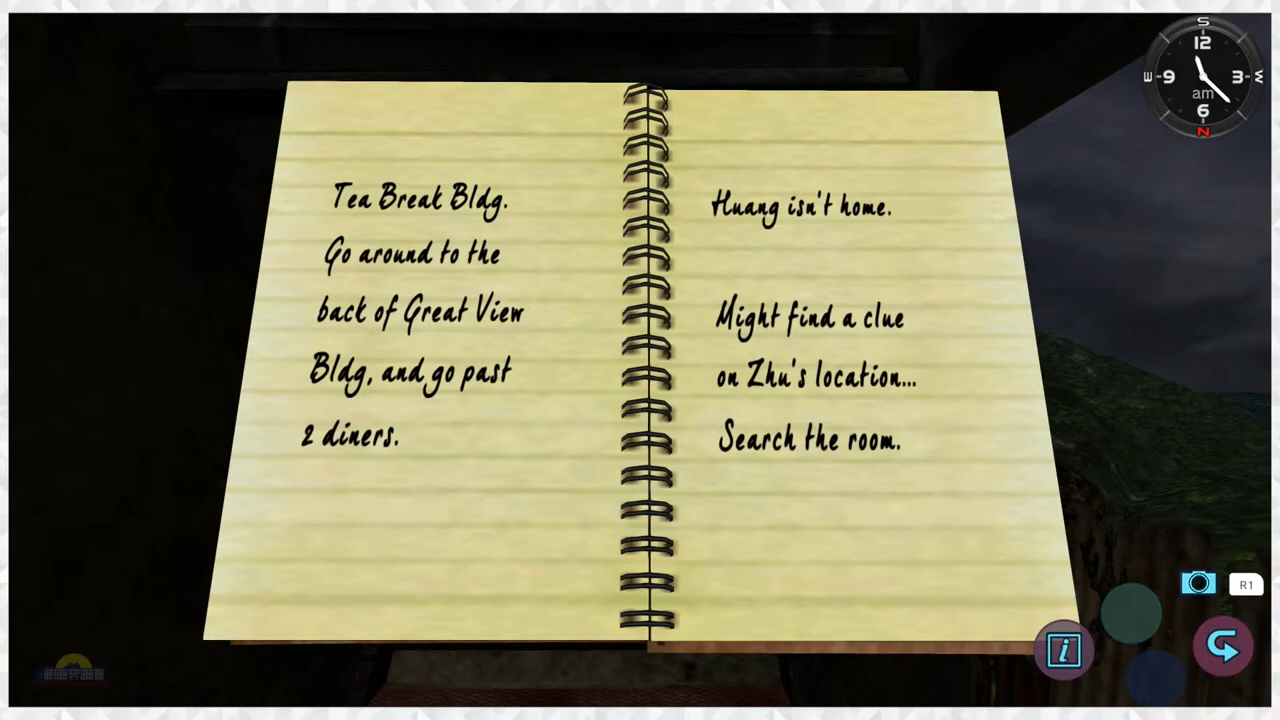 Tea Break Bldg.
Go around to the
back of Great View
Bldg, and go past
2 diners.
Huang isn't home.
Might find a clue
on Zhu's location...
Search the room.
S
12
E 9 3 W
am
6
N
R1
i